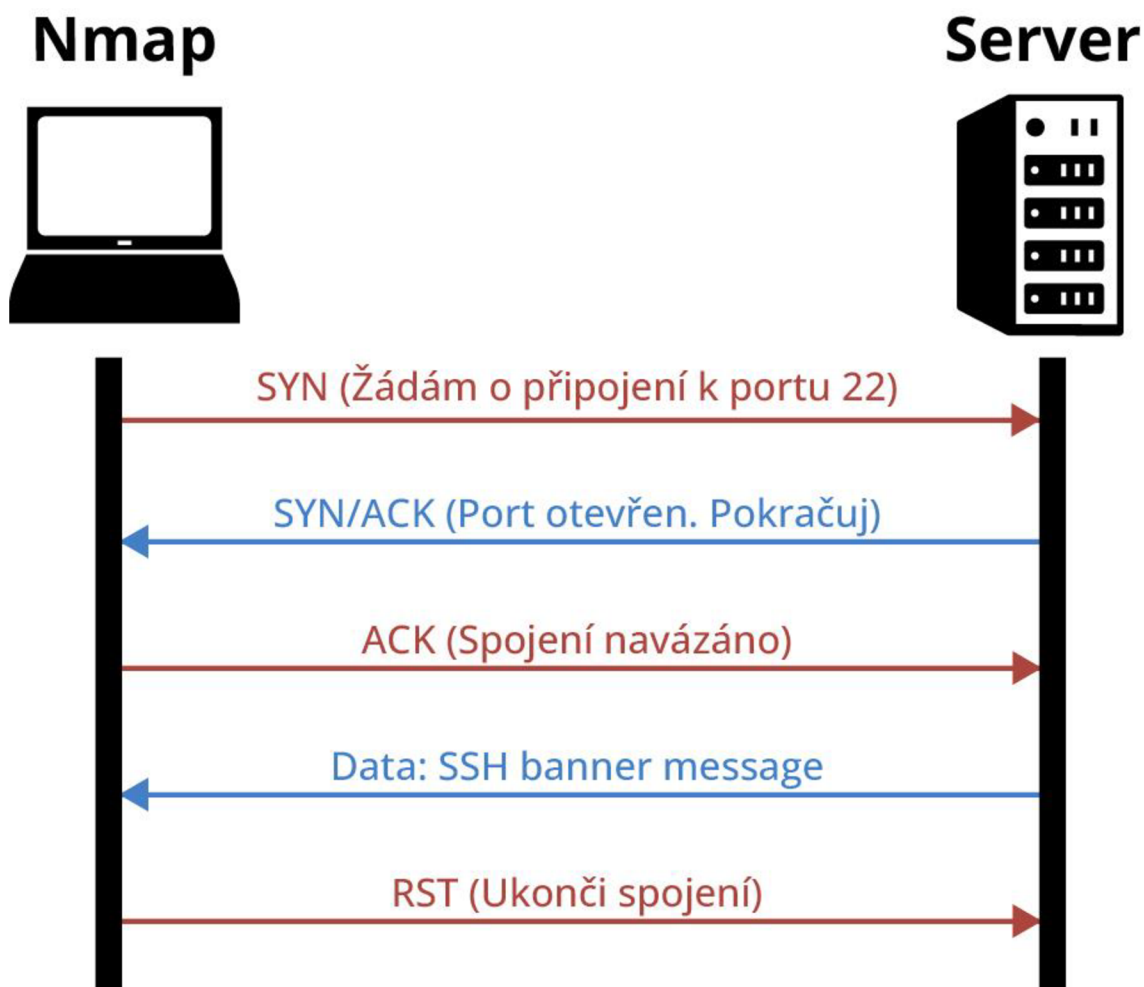 Nmap
Server
SYN (Žádám o připojení k portu 22)
SYN/ACK (Port otevřen. Pokračuj)
ACK (Spojení navázáno)
Data: SSH banner message
RST (Ukonči spojení)